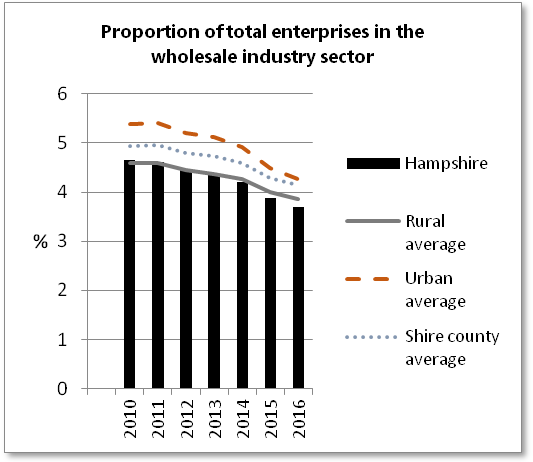 Proportion of total enterprises in the
wholesale industry sector
6
5
4
% 3
2
1
0
2010 2011 2012 2013 2014 2015 2016
Hampshire
Rural
average
Urban
average
Shire county
average